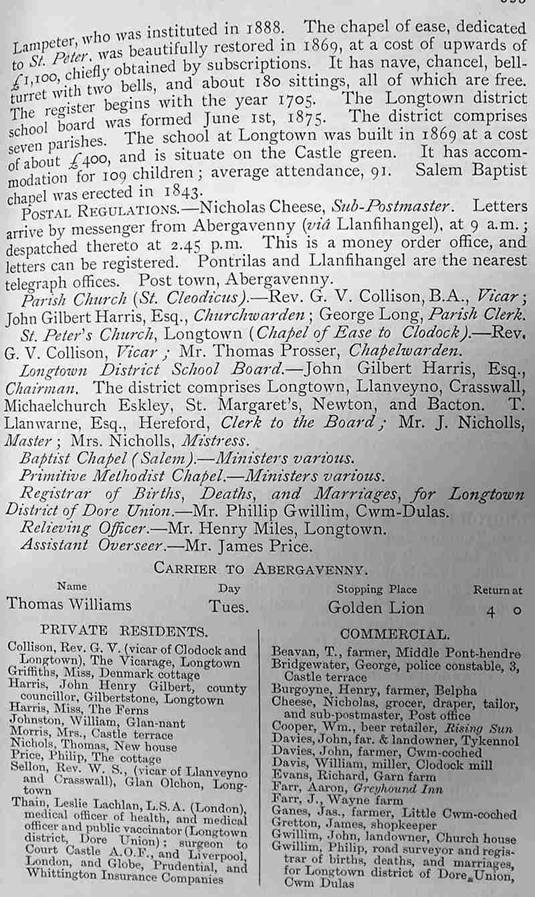 Lampeter, who was instituted in 1888. The chapel of ease, dedicated
to St. Peter, was beautifully restored in 1869, at a cost of upwards of
£1,100, chiefly obtained by subscriptions. It has nave, chancel, bell-
turret with two bells, and about 180 sittings, all of which are free.
The register begins with the year 1705. The Longtown district
school board was formed June 1st, 1875. The district comprises
seven parishes. The school at Longtown was built in 1869 at a cost
of about £400, and is situate on the Castle green. It has accom-
modation for 109 children; average attendance, 91. Salem Baptist
chapel was erected in 1843.
POSTAL REGULATIONS.—Nicholas Cheese, Sub-Postmaster. Letters
arrive by messenger from Abergavenny (viâ Llanfihangel), at 9 a.m.;
despatched thereto at 2.45 p.m. This is a money order office, and
letters can be registered. Pontrilas and Llanfihangel are the nearest
telegraph offices. Post town, Abergavenny.
Parish Church (St. Cleodicus).—Rev. G. V. Collison, B.A., Vicar;
John Gilbert Harris, Esq., Churchwarden; George Long, Parish Clerk.
St. Peter's Church, Longtown (Chapel of Ease to Clodock).—Rev.
G. V. Collison, Vicar; Mr. Thomas Prosser, Chapelwarden.
Longtown District School Board.—John Gilbert Harris, Esq.,
Chairman. The district comprises Longtown, Llanveyno, Crasswall,
Michaelchurch Eskley, St. Margaret's, Newton, and Bacton. T.
Llanwarne, Esq., Hereford, Clerk to the Board; Mr. J. Nicholls,
Master; Mrs. Nicholls, Mistress.
Baptist Chapel (Salem).—Ministers various.
Primitive Methodist Chapel.—Ministers various.
Registrar of Births, Deaths, and Marriages, for Longtown
District of Dore Union.—Mr. Phillip Gwillim, Cwm-Dulas.
Relieving Officer.—Mr. Henry Miles, Longtown.
Assistant Overseer.—Mr. James Price.
CARRIER TO ABERGAVENNY.
Name Day Stopping Place Return at
Thomas Williams Tues. Golden Lion 4 0
PRIVATE RESIDENTS.
Collison, Rev. G. V. (vicar of Clodock and
Longtown), The Vicarage, Longtown
Griffiths, Miss, Denmark cottage
Harris, John Henry Gilbert, county
councillor, Gilbertstone, Longtown
Harris, Miss, The Ferns
Johnston, William, Glan-nant
Morris, Mrs., Castle terrace
Nichols, Thomas, New house
Price, Philip, The cottage
Sellon, Rev. W. S., (vicar of Llanveyno
and Crasswall), Glan Olchon, Long-
town
Thain, Leslie Lachlan, L.S.A. (London),
medical officer of health, and medical
officer and public vaccinator (Longtown
district, Dore Union); surgeon to
Court Castle A.O.F., and Liverpool,
London, and Globe, Prudential, and
Whittington Insurance Companies
COMMERCIAL.
Beavan, T., farmer, Middle Pont-hendre
Bridgewater, George, police constable, 3,
Castle terrace
Burgoyne, Henry, farmer, Belpha
Cheese, Nicholas, grocer, draper, tailor,
and sub-postmaster, Post office
Cooper, Wm., beer retailer, Rising Sun
Davies, John, far. & landowner, Tykennol
Davies, John, farmer, Cwm-coched
Davis, William, miller, Clodock mill
Evans, Richard, Garn farm
Farr, Aaron, Greyhound Inn
Farr, J., Wayne farm
Ganes, Jas., farmer, Little Cwm-coched
Gretton, James, shopkeeper
Gwillim, John, landowner, Church house
Gwillim, Philip, road surveyor and regis-
trar of births, deaths, and marriages,
for Longtown district of Dore Union,
Cwm Dulas